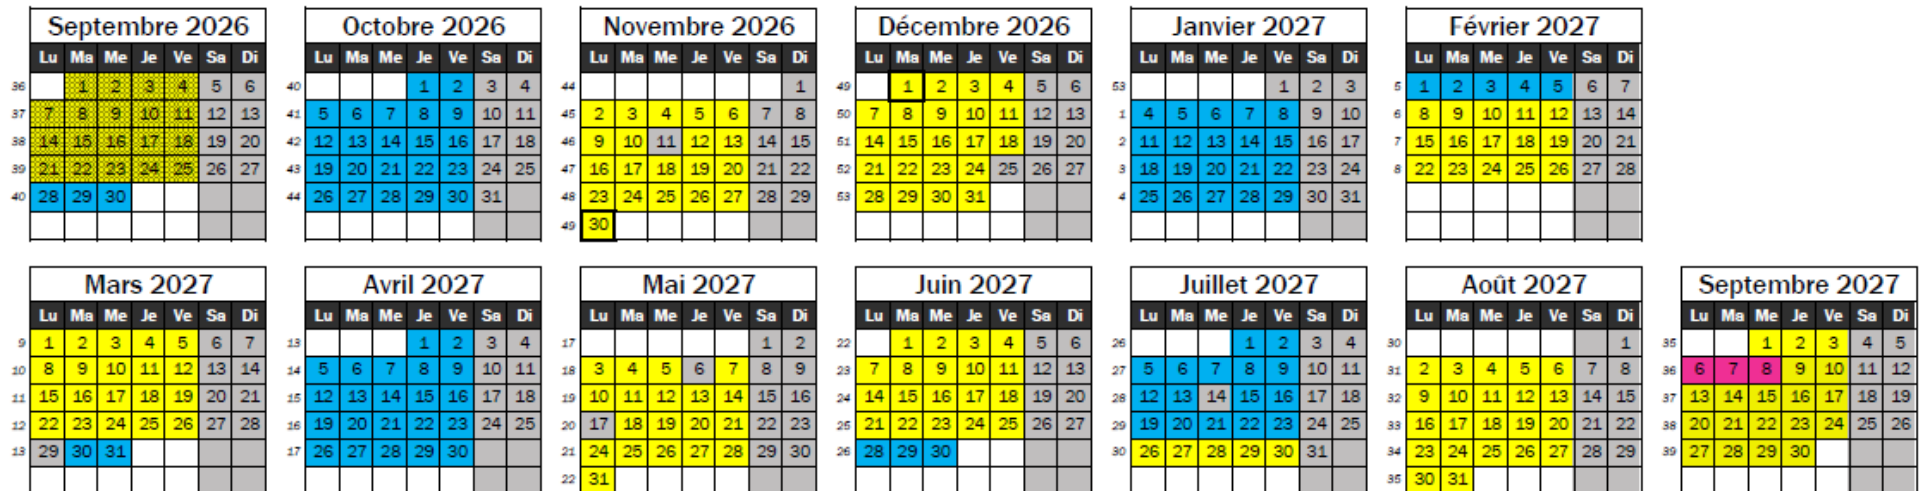 Septembre 2026 Octobre 2026 Novembre 2026 Décembre 2026 Janvier 2027 Février 2027
Lu Ma Me Je Ve Sa Di Lu Ma Me Je Ve Sa Di Lu Ma Me Je Ve Sa Di Lu Ma Me Je Ve Sa Di Lu Ma Me Je Ve Sa Di Lu Ma Me Je Ve Sa Di
36 1 2 3 4 5 6 40 1 2 3 4 44 1 49 1 2 3 4 5 6 53 1 2 3 5 1 2 3 4 5 6 7
37 7 8 9 10 11 12 13 41 5 6 7 8 9 10 11 45 2 3 4 5 6 7 8 50 7 8 9 10 11 12 13 1 4 5 6 7 8 9 10 6 8 9 10 11 12 13 14
38 14 15 16 17 18 19 20 42 12 13 14 15 16 17 18 46 9 10 11 12 13 14 15 51 14 15 16 17 18 19 20 2 11 12 13 14 15 16 17 7 15 16 17 18 19 20 21
39 21 22 23 24 25 26 27 43 19 20 21 22 23 24 25 47 16 17 18 19 20 21 22 52 21 22 23 24 25 26 27 3 18 19 20 21 22 23 24 8 22 23 24 25 26 27 28
40 28 29 30 44 26 27 28 29 30 31 48 23 24 25 26 27 28 29 53 28 29 30 31 4 25 26 27 28 29 30 31
49 30
Mars 2027 Avril 2027 Mai 2027 Juin 2027 Juillet 2027 Août 2027 Septembre 2027
Lu Ma Me Je Ve Sa Di Lu Ma Me Je Ve Sa Di Lu Ma Me Je Ve Sa Di Lu Ma Me Je Ve Sa Di Lu Ma Me Je Ve Sa Di Lu Ma Me Je Ve Sa Di Lu Ma Me Je Ve Sa Di
9 1 2 3 4 5 6 7 13 1 2 3 4 17 1 2 22 1 2 3 4 5 6 26 1 2 3 4 30 1 35 1 2 3 4 5
10 8 9 10 11 12 13 14 14 5 6 7 8 9 10 11 18 3 4 5 6 7 8 9 23 7 8 9 10 11 12 13 27 5 6 7 8 9 10 11 31 2 3 4 5 6 7 8 36 6 7 8 9 10 11 12
11 15 16 17 18 19 20 21 15 12 13 14 15 16 17 18 19 10 11 12 13 14 15 16 24 14 15 16 17 18 19 20 28 12 13 14 15 16 17 18 32 9 10 11 12 13 14 15 37 13 14 15 16 17 18 19
12 22 23 24 25 26 27 28 16 19 20 21 22 23 24 25 20 17 18 19 20 21 22 23 25 21 22 23 24 25 26 27 29 19 20 21 22 23 24 25 33 16 17 18 19 20 21 22 38 20 21 22 23 24 25 26
13 29 30 31 17 26 27 28 29 30 21 24 25 26 27 28 29 30 26 28 29 30 30 26 27 28 29 30 31 34 23 24 25 26 27 28 29 39 27 28 29 30
22 31 35 30 31